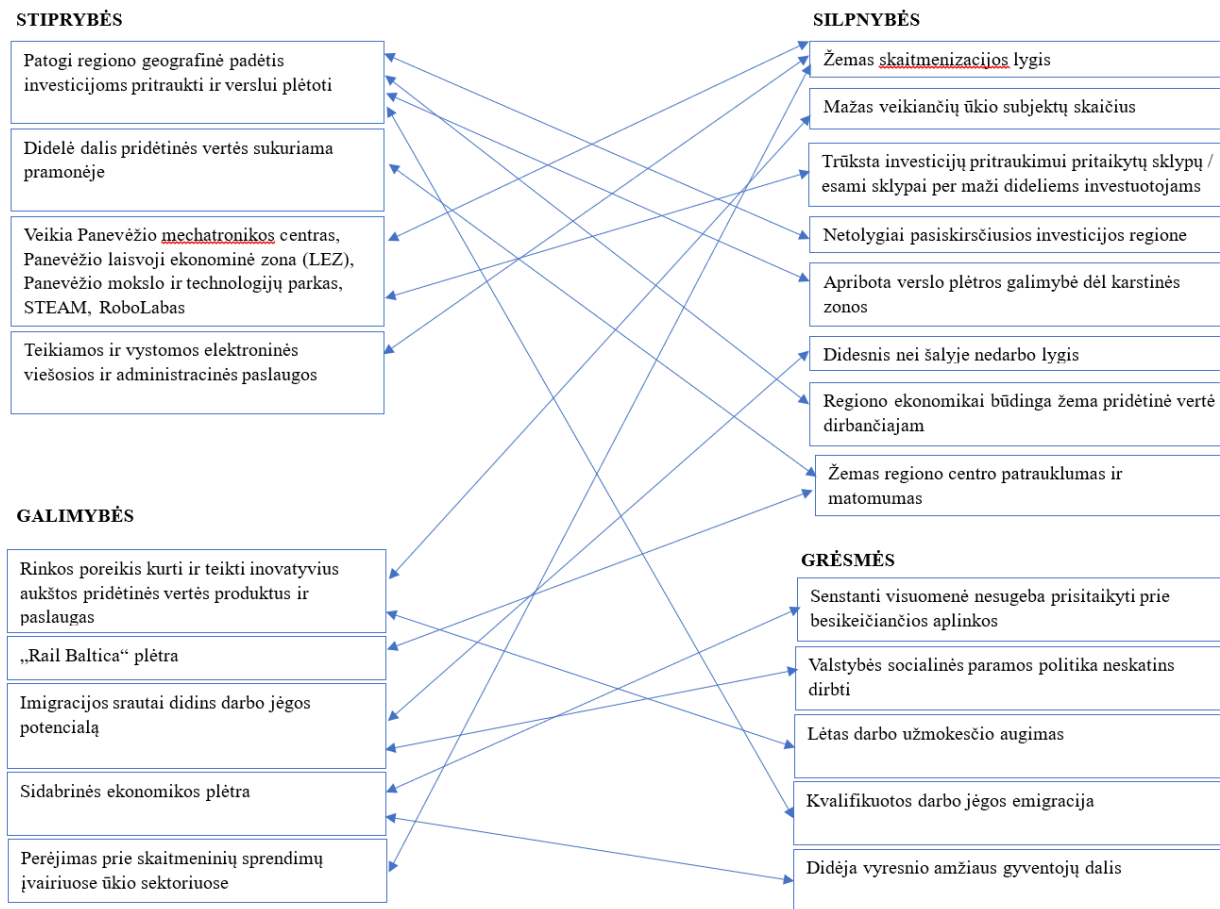 STIPRYBĖS
Patogi regiono geografinė padėtis
investicijoms pritraukti ir verslui plėtoti
Didelė dalis pridėtinės vertės sukuriama
pramonėje
Veikia Panevėžio mechatronikos centras,
Panevėžio laisvoji ekonominė zona (LEZ),
Panevėžio mokslo ir technologijų parkas,
STEAM, RoboLabas
Teikiamos ir vystomos elektroninės
viešosios ir administracinės paslaugos
SILPNYBĖS
Žemas skaitmenizacijos lygis
Mažas veikiančių ūkio subjektų skaičius
Trūksta investicijų pritraukimui pritaikytų sklypų /
esami sklypai per maži dideliems investuotojams
Netolygiai pasiskirsčiusios investicijos regione
Apribota verslo plėtros galimybė dėl karstinės
zonos
Didesnis nei šalyje nedarbo lygis
Regiono ekonomikai būdinga žema pridėtinė vertė
dirbančiajam
Žemas regiono centro patrauklumas ir
matomumas
GALIMYBĖS
Rinkos poreikis kurti ir teikti inovatyvius
aukštos pridėtinės vertės produktus ir
paslaugas
„Rail Baltica“ plėtra
Imigracijos srautai didins darbo jėgos
potencialą
Sidabrinės ekonomikos plėtra
Perėjimas prie skaitmeninių sprendimų
įvairiuose ūkio sektoriuose
GRĖSMĖS
Senstanti visuomenė nesugeba prisitaikyti prie
besikeičiančios aplinkos
Valstybės socialinės paramos politika neskatins
dirbti
Lėtas darbo užmokesčio augimas
Kvalifikuotos darbo jėgos emigracija
Didėja vyresnio amžiaus gyventojų dalis